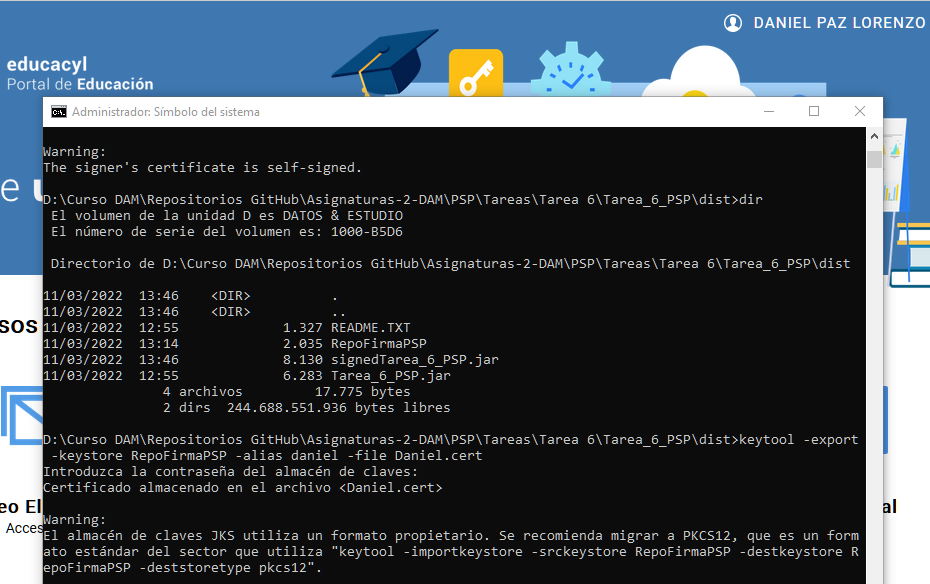 DANIEL PAZ LORENZO
educacyl
Portal de Educación
Administrador: Símbolo del sistema
Warning:
The signer's certificate is self-signed.
D:\Curso DAM\Repositorios GitHub\Asignaturas-2-DAM\PSP\Tareas\Tarea 6\Tarea_6_PSP\dist>dir
El volumen de la unidad D es DATOS & ESTUDIO
El número de serie del volumen es: 1000-B5D6
Directorio de D:\Curso DAM\Repositorios GitHub\Asignaturas-2-DAM\PSP\Tareas\Tarea 6\Tarea_6_PSP\dist
11/03/2022  13:46    <DIR>          .
11/03/2022  13:46    <DIR>          ..
11/03/2022  12:55             1.327 README.TXT
11/03/2022  13:14             2.035 RepoFirmaPSP
11/03/2022  13:46             8.130 signedTarea_6_PSP.jar
11/03/2022  12:55             6.283 Tarea_6_PSP.jar
4 archivos         17.775 bytes
2 dirs  244.688.551.936 bytes libres
D:\Curso DAM\Repositorios GitHub\Asignaturas-2-DAM\PSP\Tareas\Tarea 6\Tarea_6_PSP\dist>keytool -export
-keystore RepoFirmaPSP -alias daniel -file Daniel.cert
Introduzca la contraseña del almacén de claves:
Certificado almacenado en el archivo <Daniel.cert>
Warning:
El almacén de claves JKS utiliza un formato propietario. Se recomienda migrar a PKCS12, que es un form
ato estándar del sector que utiliza "keytool -importkeystore -srckeystore RepoFirmaPSP -destkeystore R
epoFirmaPSP -deststoretype pkcs12".